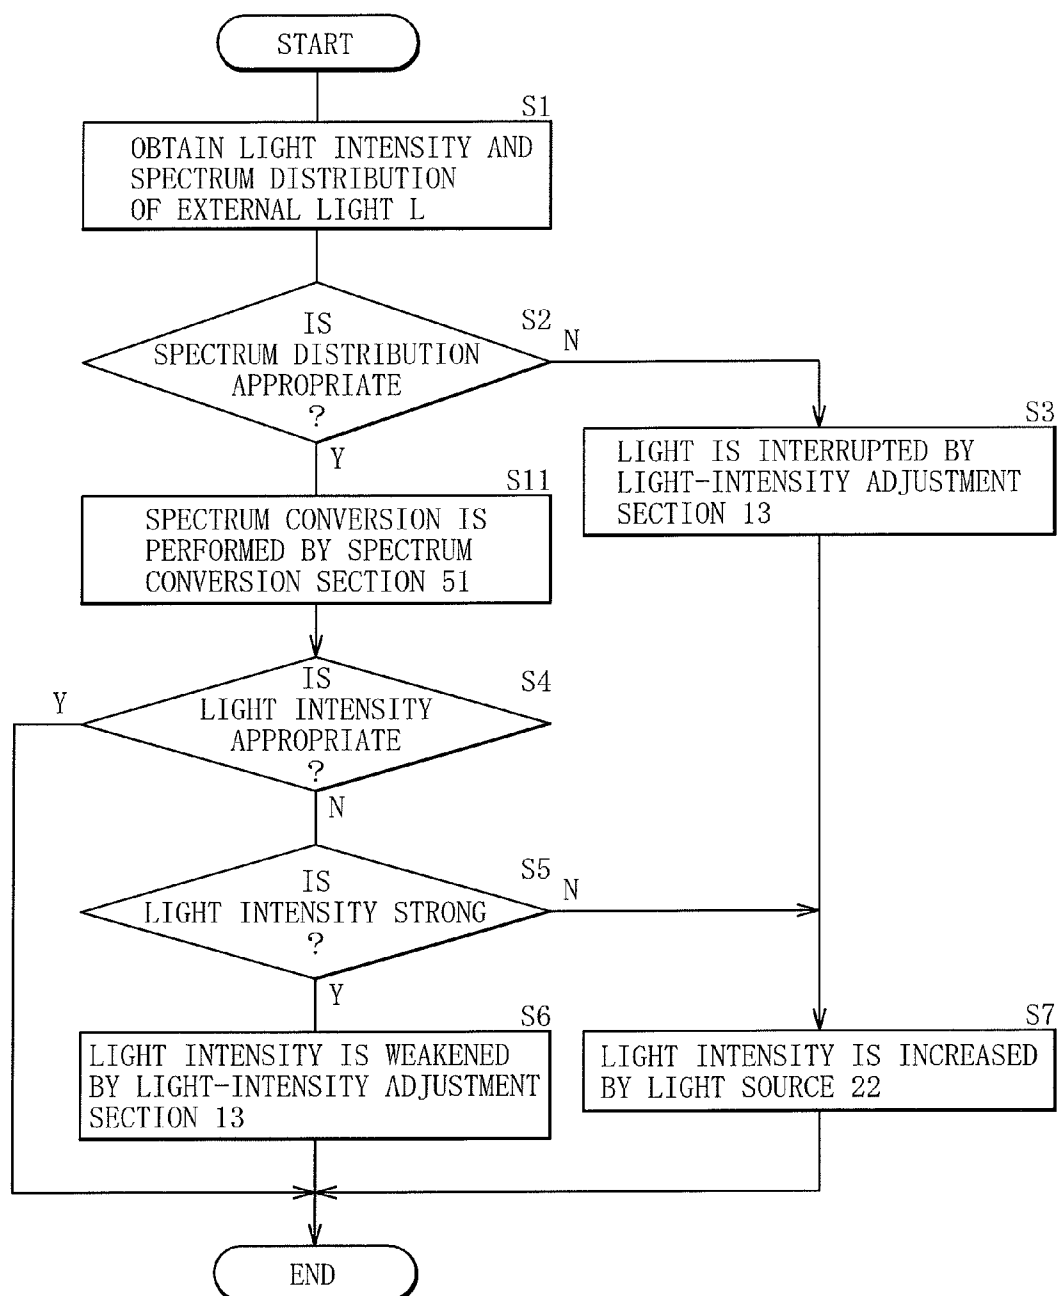 START
S1
OBTAIN LIGHT INTENSITY AND
SPECTRUM DISTRIBUTION
OF EXTERNAL LIGHT L
S2
IS
SPECTRUM DISTRIBUTION
APPROPRIATE
?
N
Y
S3
LIGHT IS INTERRUPTED BY
LIGHT-INTENSITY ADJUSTMENT
SECTION 13
S11
SPECTRUM CONVERSION IS
PERFORMED BY SPECTRUM
CONVERSION SECTION 51
S4
IS
LIGHT INTENSITY
APPROPRIATE
?
Y
N
S5
IS
LIGHT INTENSITY STRONG
?
N
Y
S6
LIGHT INTENSITY IS WEAKENED
BY LIGHT-INTENSITY ADJUSTMENT
SECTION 13
S7
LIGHT INTENSITY IS INCREASED
BY LIGHT SOURCE 22
END